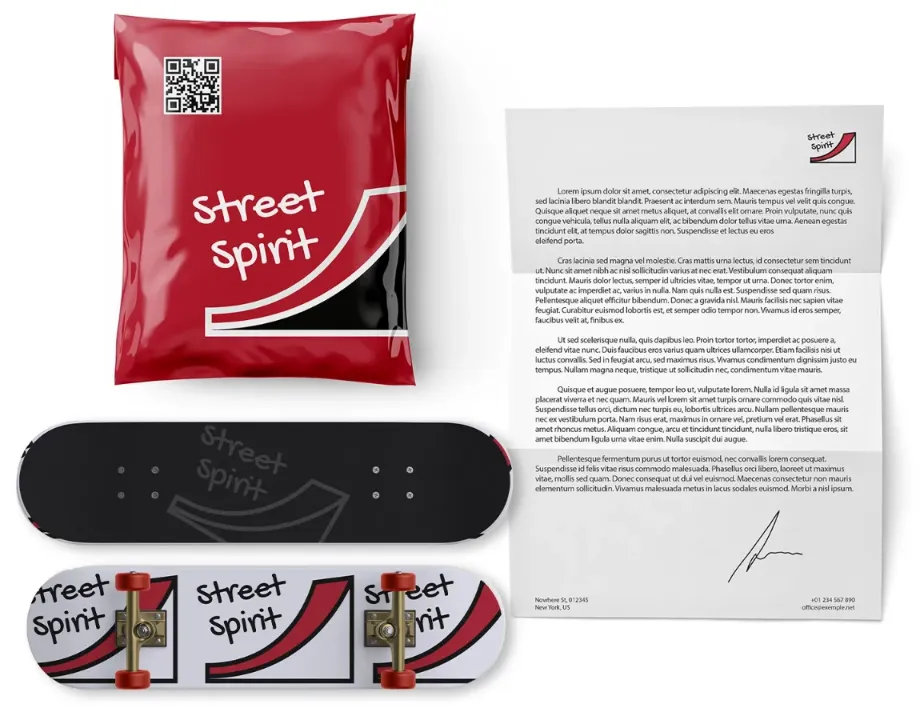 Street
Spirit
Street
Spirit
Lorem ipsum dolor sit amet, consectetur adipiscing elit. Maecenas egestas fringilla turpis,
sed lacinia libero blandit blandit. Praesent ac interdum sem. Mauris tempus vel velit quis congue.
Quisque aliquet neque sit amet metus aliquet, at convallis elit ornare. Proin vulputate, nunc quis
congue vehicula, tellus nulla aliquam elit, ac bibendum dolor tellus vitae urna. Aenean egestas
tincidunt elit, at tempus dolor sagittis non. Suspendisse et lectus eu eros
eleifend porta.
Cras lacinia sed magna vel molestie. Cras mattis urna lectus, id consectetur sem tincidunt
ut. Nunc sit amet nibh ac nisl sollicitudin varius at nec erat. Vestibulum consequat aliquam
tincidunt. Mauris dolor lectus, semper id ultricies vitae, tempor ut urna. Donec tortor enim,
vulputate ac imperdiet ac, varius in nulla. Nam quis nulla est. Suspendisse sed quam risus.
Pellentesque aliquet efficitur bibendum. Donec a gravida nisl. Mauris facilisis nec sapien vitae
feugiat. Curabitur euismod lobortis est, et semper odio tempor non. Vivamus id eros semper,
faucibus velit at, finibus ex.
Ut sed scelerisque nulla, quis dapibus leo. Proin tortor tortor, imperdiet ac posuere a,
eleifend vitae nunc. Duis faucibus eros varius quam ultrices ullamcorper. Etiam facilisis nisi ut
luctus convallis. Sed in feugiat arcu, sed maximus risus. Vivamus condimentum dignissim justo eu
tempus. Nullam magna neque, tristique ut sollicitudin nec, condimentum vitae mauris.
Quisque et augue posuere, tempor leo ut, vulputate lorem. Nulla id ligula sit amet massa
placerat viverra et nec quam. Mauris vel lorem sit amet turpis ornare commodo quis vitae nisl.
Suspendisse tellus orci, dictum nec turpis eu, lobortis ultrices arcu. Nullam pellentesque mauris
nec ex vestibulum porta. Nam risus erat, maximus in ornare vel, pretium vel erat. Phasellus sit
amet rhoncus metus. Aliquam congue, arcu et tincidunt tincidunt, nulla libero tristique eros, sit
amet bibendum ligula urna vitae enim. Nulla suscipit dui augue.
Pellentesque fermentum purus ut tortor euismod, nec convallis lorem consequat.
Suspendisse id felis vitae risus commodo malesuada. Phasellus orci libero, laoreet ut maximus
vitae, mollis sed quam. Donec consequat ut dui vel euismod. Maecenas consectetur non mauris
elementum sollicitudin. Vivamus malesuada metus in lacus sodales euismod. Morbi a nisl ipsum.
Nowhere St, 012345
New York, US
+01 234 567 890
office@exemple.net
Street
Spirit
Street
Spirit